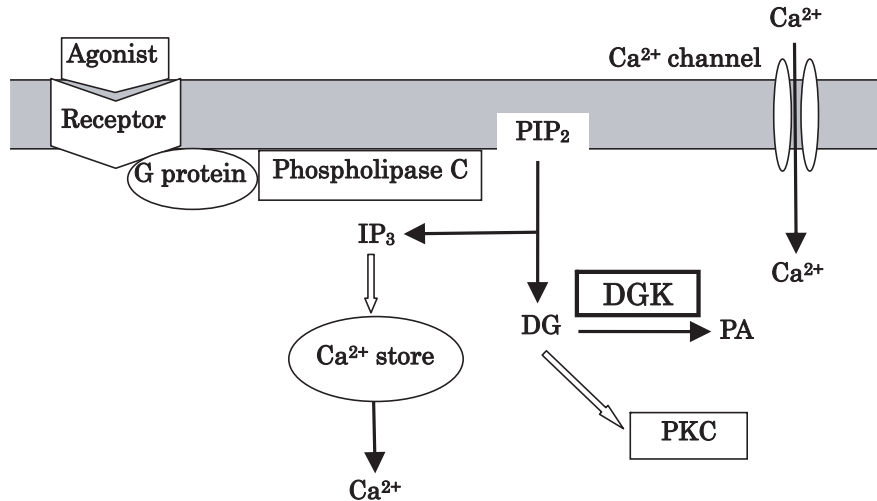 Ca²⁺
Agonist
Ca²⁺ channel
Receptor
PIP₂
G protein
Phospholipase C
IP₃
Ca²⁺
DGK
DG
PA
Ca²⁺ store
PKC
Ca²⁺